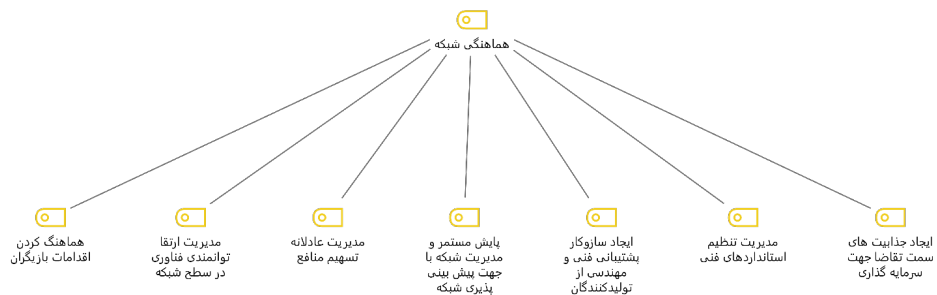 هماهنگی شبکه
ایجاد جذابیت های
سمت تقاضا جهت
سرمایه گذاری
مدیریت تنظیم
استانداردهای فنی
ایجاد سازوکار
پشتیبانی فنی و
مهندسی از
تولیدکنندگان
پایش مستمر و
مدیریت شبکه با
جهت پیش بینی
پذیری شبکه
مدیریت عادلانه
تسهیم منافع
مدیریت ارتقا
توانمندی فناوری
در سطح شبکه
هماهنگ کردن
اقدامات بازیگران